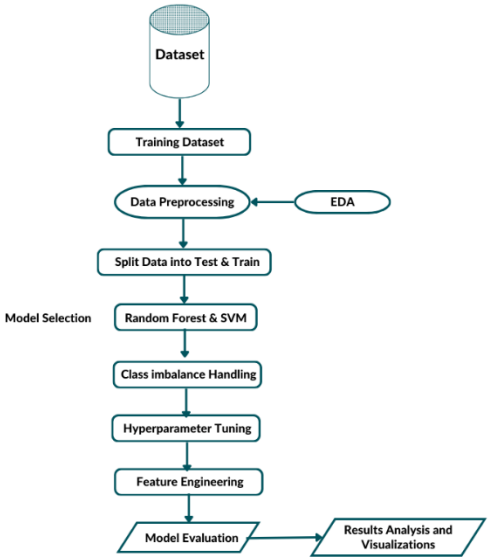 Dataset
Training Dataset
Data Preprocessing
EDA
Split Data into Test & Train
Model Selection
Random Forest & SVM
Class imbalance Handling
Hyperparameter Tuning
Feature Engineering
Model Evaluation
Results Analysis and
Visualizations